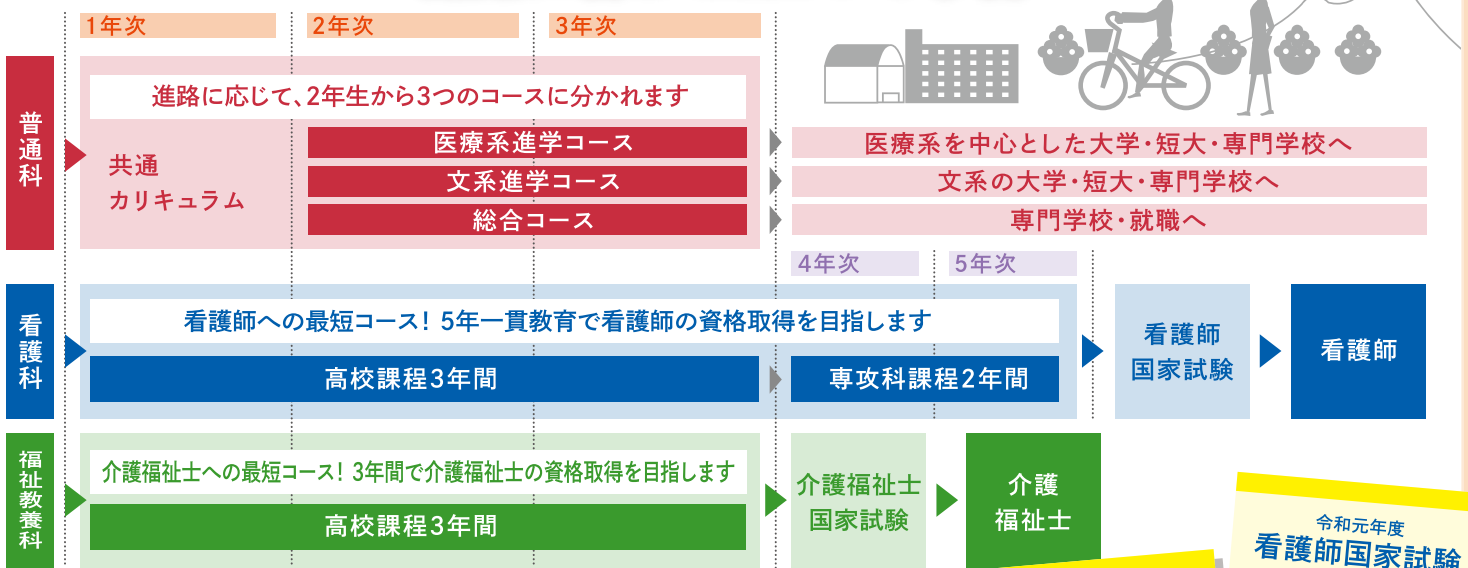 1年次
2年次
3年次
普通科
進路に応じて、2年生から3つのコースに分かれます
共通
カリキュラム
医療系進学コース
医療系を中心とした大学・短大・専門学校へ
文系進学コース
文系の大学・短大・専門学校へ
総合コース
専門学校・就職へ
4年次
5年次
看護科
看護師への最短コース! 5年一貫教育で看護師の資格取得を目指します
高校課程3年間
専攻科課程2年間
看護師
国家試験
看護師
福祉教養科
介護福祉士への最短コース! 3年間で介護福祉士の資格取得を目指します
高校課程3年間
介護福祉士
国家試験
介護
福祉士
令和元年度
看護師国家試験